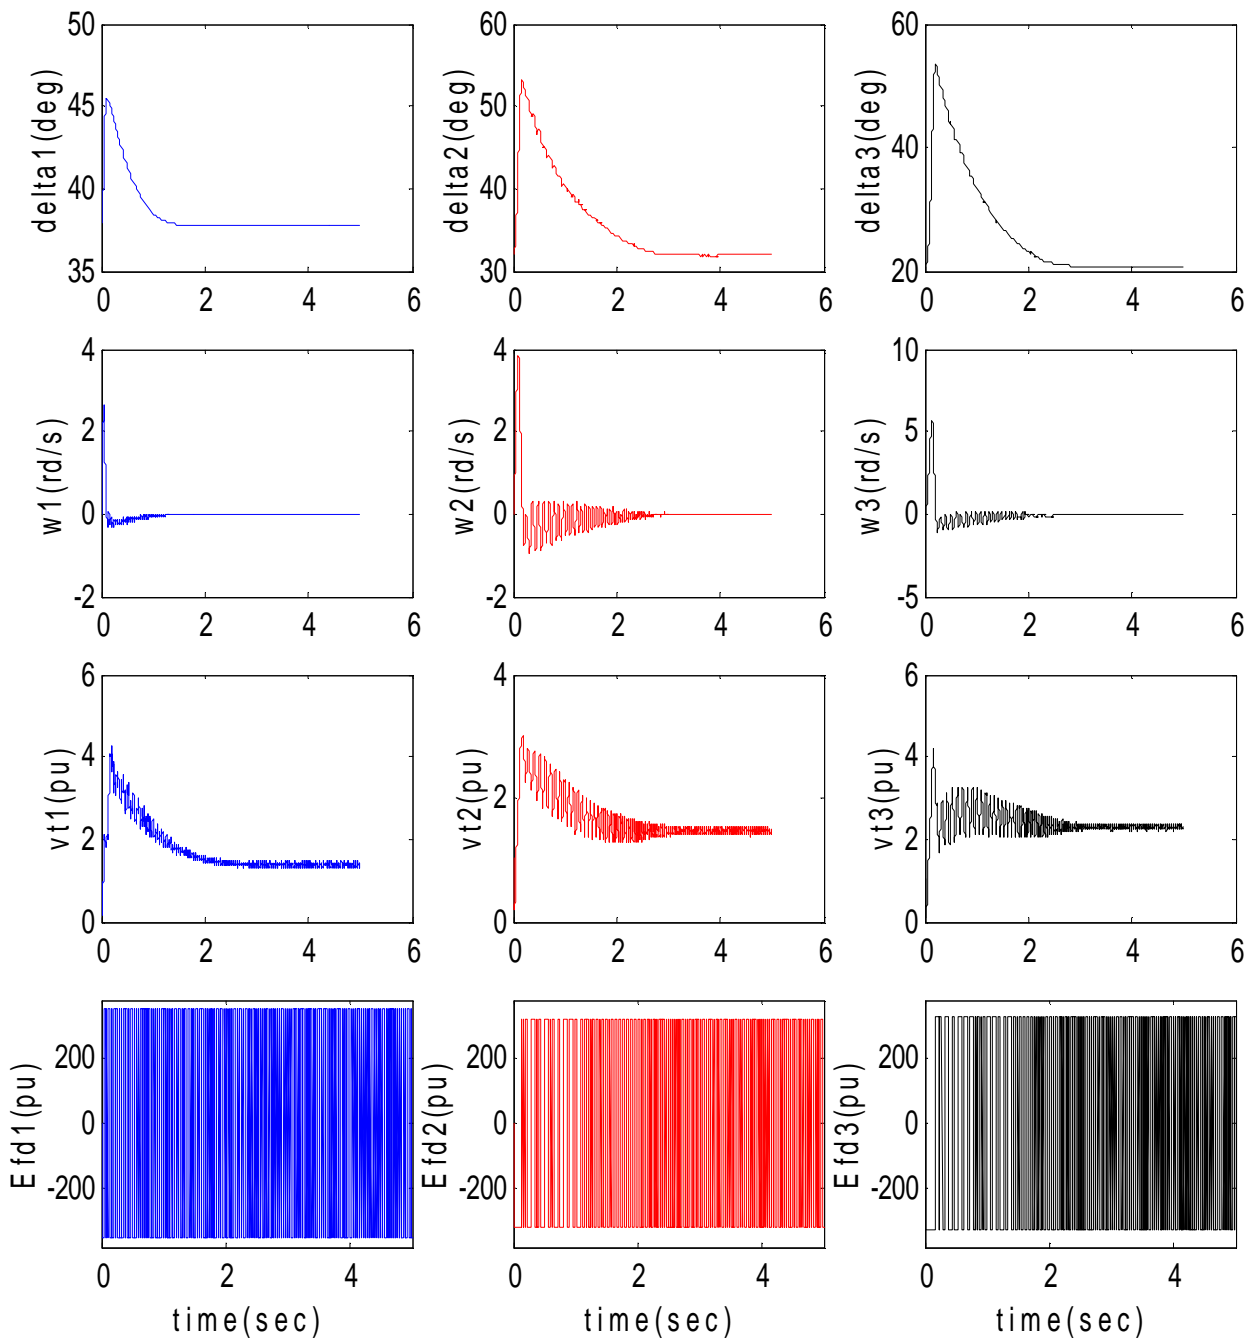 50
45
40
35
delta1(deg)
0 2 4 6
60
50
40
30
delta2(deg)
0 2 4 6
60
40
20
delta3(deg)
0 2 4 6
4
2
0
-2
w1(rd/s)
0 2 4 6
4
2
0
-2
w2(rd/s)
0 2 4 6
10
5
0
-5
w3(rd/s)
0 2 4 6
6
4
2
0
vt1(pu)
0 2 4 6
4
2
0
vt2(pu)
0 2 4 6
6
4
2
0
vt3(pu)
0 2 4 6
200
0
-200
Efd1(pu)
0 2 4
time(sec)
200
0
-200
Efd2(pu)
0 2 4
time(sec)
200
0
-200
Efd3(pu)
0 2 4
time(sec)